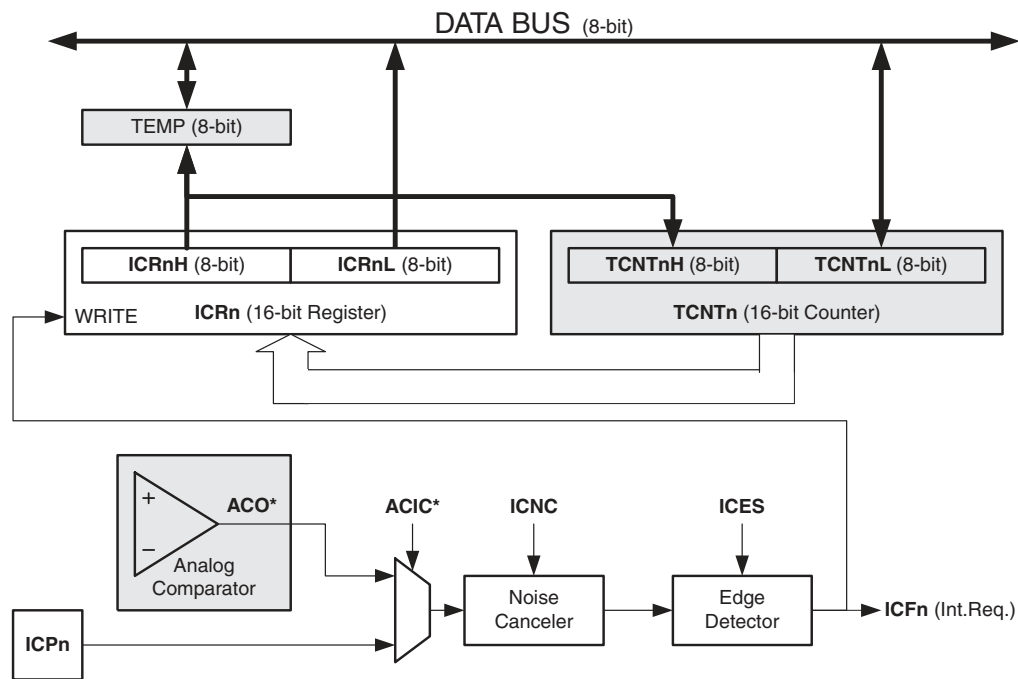 DATA BUS (8-bit)
TEMP (8-bit)
ICRnH (8-bit)
ICRnL (8-bit)
TCNTnH (8-bit)
TCNTnL (8-bit)
WRITE
ICRn (16-bit Register)
TCNTn (16-bit Counter)
+
−
ACO*
Analog
Comparator
ACIC*
ICNC
ICES
Noise
Canceler
Edge
Detector
ICFn (Int.Req.)
ICPn